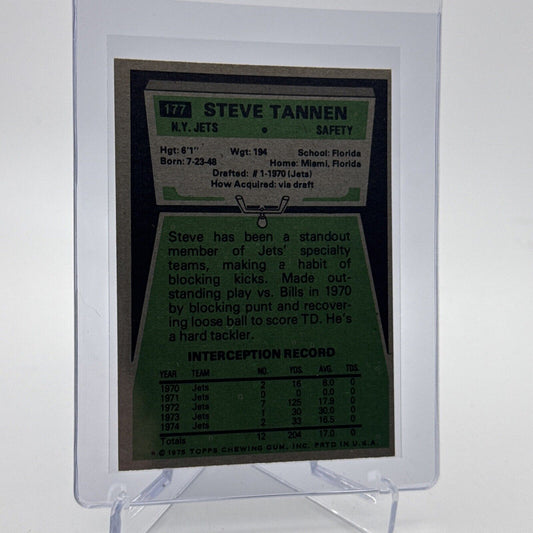 177 STEVE TANNEN
N.Y. JETS • SAFETY
Hgt: 6'1" Wgt: 194 School: Florida
Born: 7-23-48 Home: Miami, Florida
Drafted: #1-1970 (Jets)
How Acquired: via draft
Steve has been a standout
member of Jets' specialty
teams, making a habit of
blocking kicks. Made out-
standing play vs. Bills in 1970
by blocking punt and recover-
ing loose ball to score TD. He's
a hard tackler.
INTERCEPTION RECORD
YEAR TEAM NO. YDS. AVG. TDS.
1970 Jets 2 16 8.0 0
1971 Jets 0 0 0.0 0
1972 Jets 7 125 17.9 0
1973 Jets 1 30 30.0 0
1974 Jets 2 33 16.5 0
Totals 12 204 17.0 0
* © 1975 TOPPS CHEWING GUM, INC. PRTD IN U.S.A.